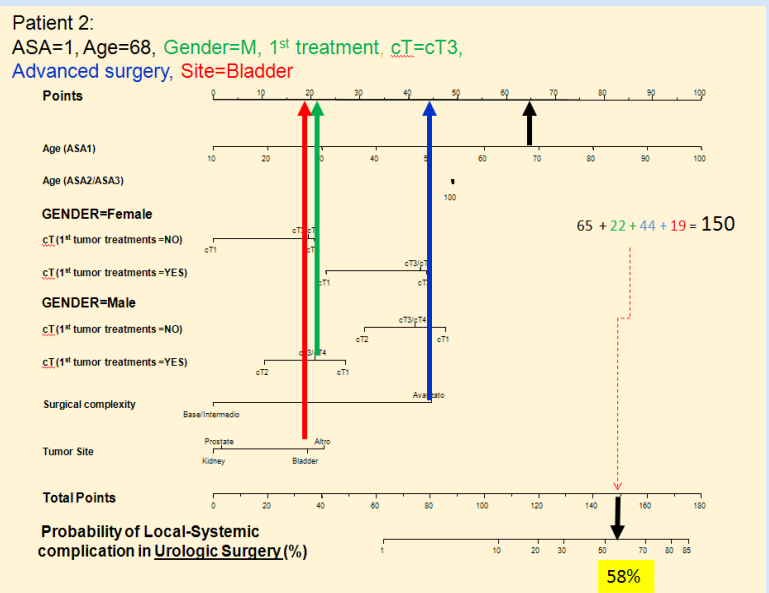 Patient 2:
ASA=1, Age=68, Gender=M, 1st treatment, cT=cT3,
Advanced surgery, Site=Bladder
Points
0 10 20 30 40 50 60 70 80 90 100
Age (ASA1)
10 20 40 60 70 80 90 100
Age (ASA2/ASA3)
100
GENDER=Female
cT (1st tumor treatments =NO)
cT1
cT (1st tumor treatments =YES)
cT3/cT
cT1
GENDER=Male
cT (1st tumor treatments =NO)
cT3/cT4
cT2 cT1
cT (1st tumor treatments =YES)
cT2 cT1
Surgical complexity
Base/Intermedio
Tumor Site
Prostate Altro
Kidney Bladder
65 + 22 + 44 + 19 = 150
Total Points
0 20 40 60 80 100 120 140 160 180
Probability of Local-Systemic
complication in Urologic Surgery (%)
1 10 20 30 50 70 80 85
58%